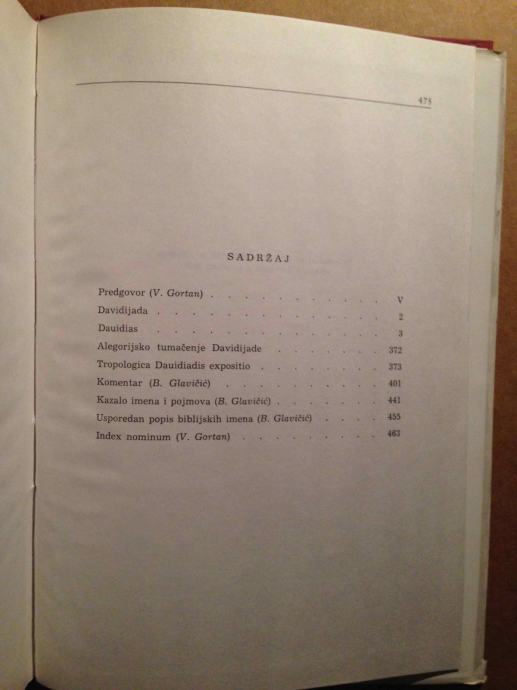 475
SADRŽAJ
Predgovor (V. Gortan) . . . . . . . . . . V
Davidijada . . . . . . . . . . . . 2
Dauidias . . . . . . . . . . . . 3
Alegorijsko tumačenje Davidijade . . . . . . . 372
Tropologica Dauidiadis expositio . . . . . . . 373
Komentar (B. Glavičić) . . . . . . . . . 401
Kazalo imena i pojmova (B. Glavičić) . . . . . . 441
Usporedan popis biblijskih imena (B. Glavičić) . . . . 455
Index nominum (V. Gortan) . . . . . . . . 463